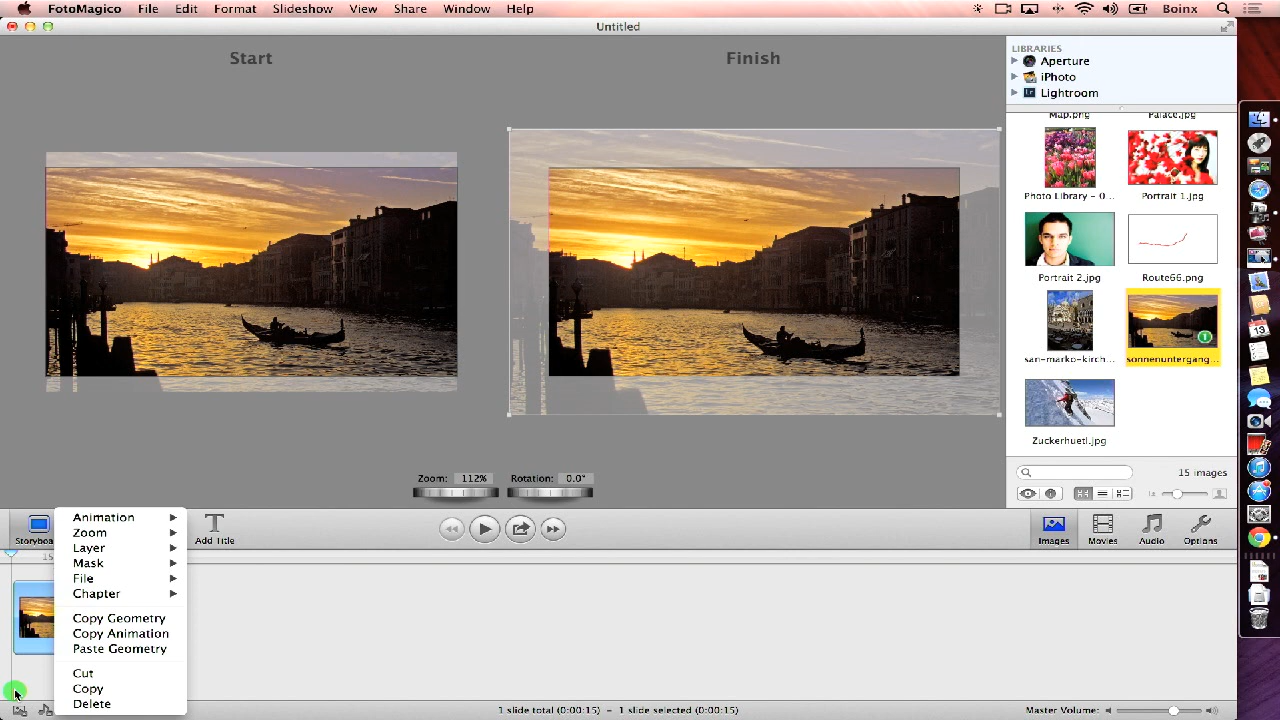 FotoMagico File Edit Format Slideshow View Share Window Help Boinx
Untitled
Start Finish
LIBRARIES
Aperture
iPhoto
Lightroom
Map.png Palace.jpg
Photo Library - 0... Portrait 1.jpg
Portrait 2.jpg Route66.png
san-marko-kirch... sonnenuntergang...
Zuckerhuetl.jpg
Zoom: 112% Rotation: 0.0°
15 images
Storyboa
Add Title
Images Movies Audio Options
15
Animation
Zoom
Layer
Mask
File
Chapter
Copy Geometry
Copy Animation
Paste Geometry
Cut
Copy
Delete
1 slide total (0:00:15) – 1 slide selected (0:00:15)
Master Volume: